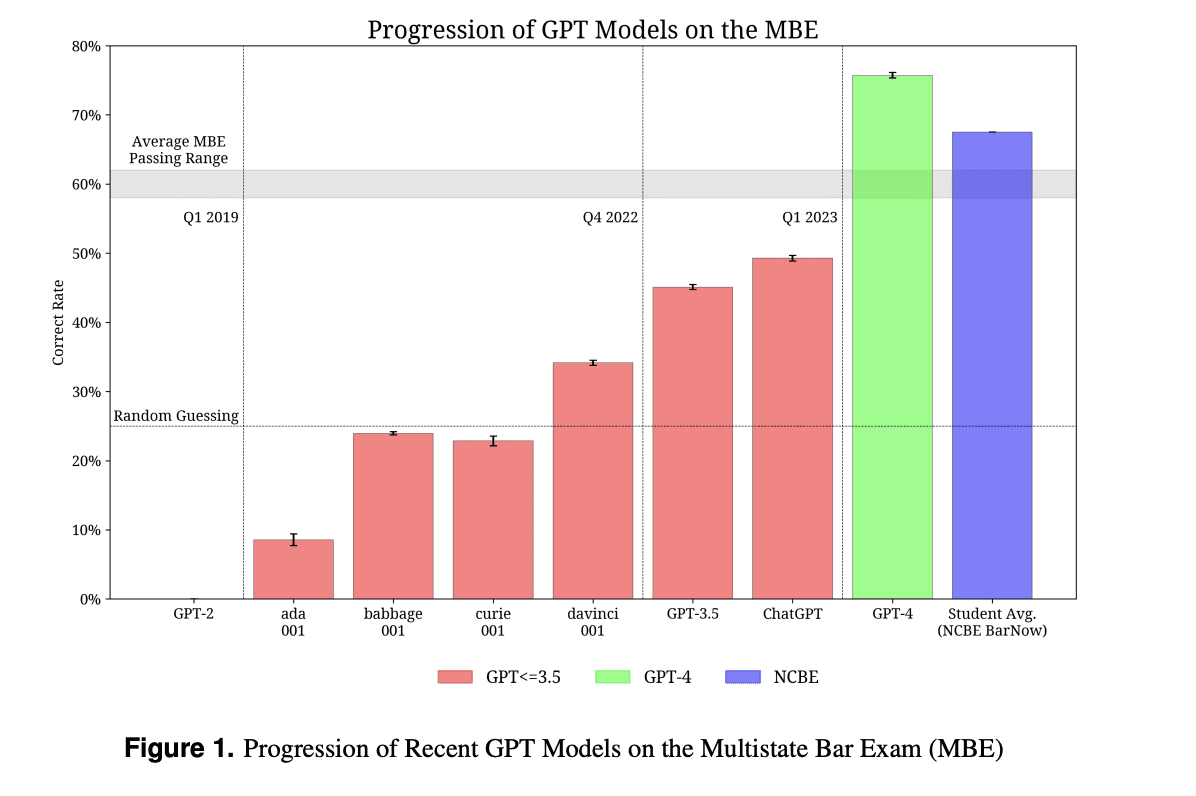 Progression of GPT Models on the MBE
80%
70%
60%
50%
40%
30%
20%
10%
0%
Correct Rate
Average MBE
Passing Range
Q1 2019
Q4 2022
Q1 2023
Random Guessing
GPT-2
ada
001
babbage
001
curie
001
davinci
001
GPT-3.5
ChatGPT
GPT-4
Student Avg.
(NCBE BarNow)
GPT<=3.5
GPT-4
NCBE
Figure 1. Progression of Recent GPT Models on the Multistate Bar Exam (MBE)